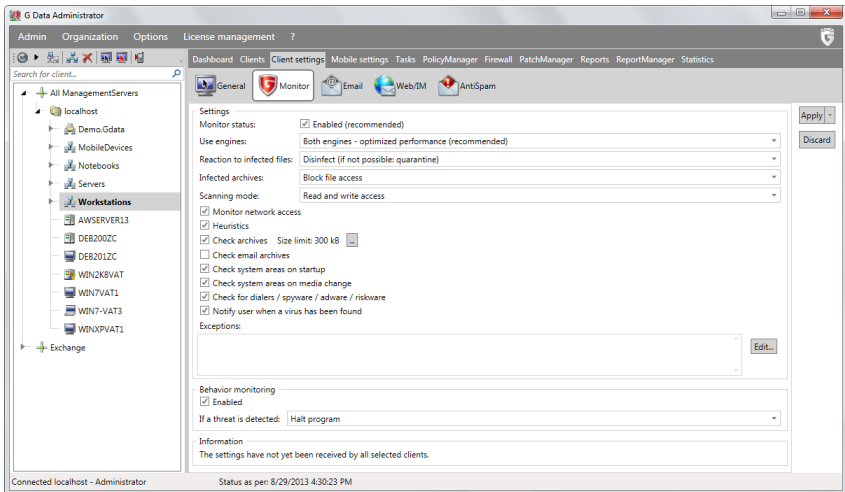 G Data Administrator
Admin Organization Options License management ?
Dashboard Clients Client settings Mobile settings Tasks PolicyManager Firewall PatchManager Reports ReportManager Statistics
Search for client...
General Monitor Email Web/IM AntiSpam
All ManagementServers
localhost
Demo.Gdata
MobileDevices
Notebooks
Servers
Workstations
AWSERVER13
DEB200ZC
DEB201ZC
WIN2K8VAT
WIN7VAT1
WIN7-VAT3
WINXPVAT1
Exchange
Settings
Monitor status: Enabled (recommended)
Use engines: Both engines - optimized performance (recommended)
Reaction to infected files: Disinfect (if not possible: quarantine)
Infected archives: Block file access
Scanning mode: Read and write access
Monitor network access
Heuristics
Check archives Size limit: 300 kB ...
Check email archives
Check system areas on startup
Check system areas on media change
Check for dialers / spyware / adware / riskware
Notify user when a virus has been found
Exceptions:
Edit...
Behavior monitoring
Enabled
If a threat is detected: Halt program
Information
The settings have not yet been received by all selected clients.
Apply
Discard
Connected localhost - Administrator Status as per: 8/29/2013 4:30:23 PM